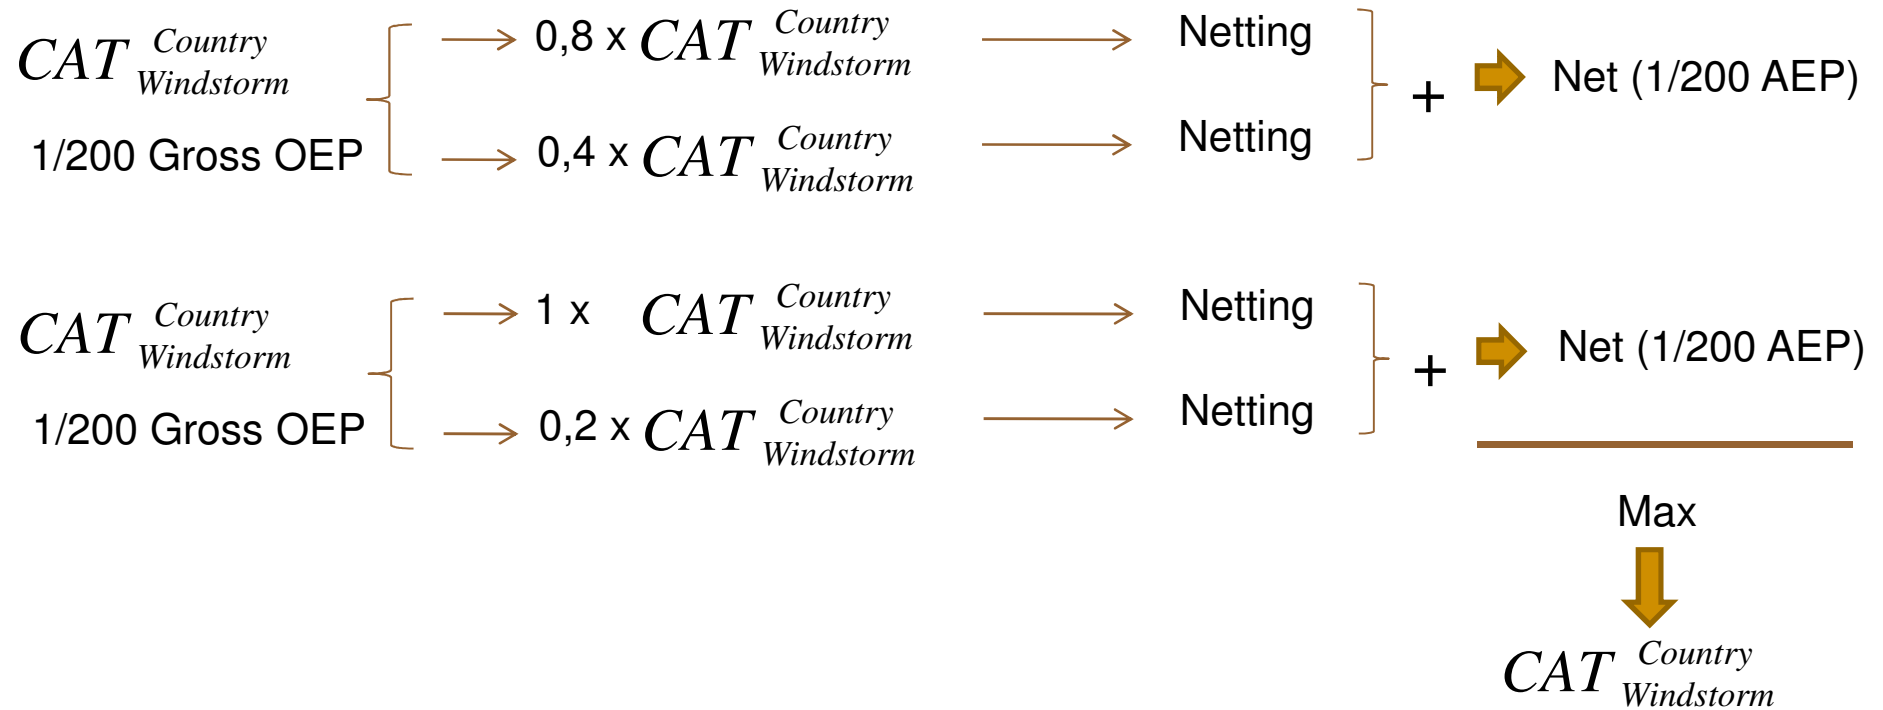 CAT Country Windstorm
1/200 Gross OEP
0,8 x CAT Country Windstorm
Netting
0,4 x CAT Country Windstorm
Netting
+
Net (1/200 AEP)
CAT Country Windstorm
1/200 Gross OEP
1 x CAT Country Windstorm
Netting
0,2 x CAT Country Windstorm
Netting
+
Net (1/200 AEP)
Max
CAT Country Windstorm